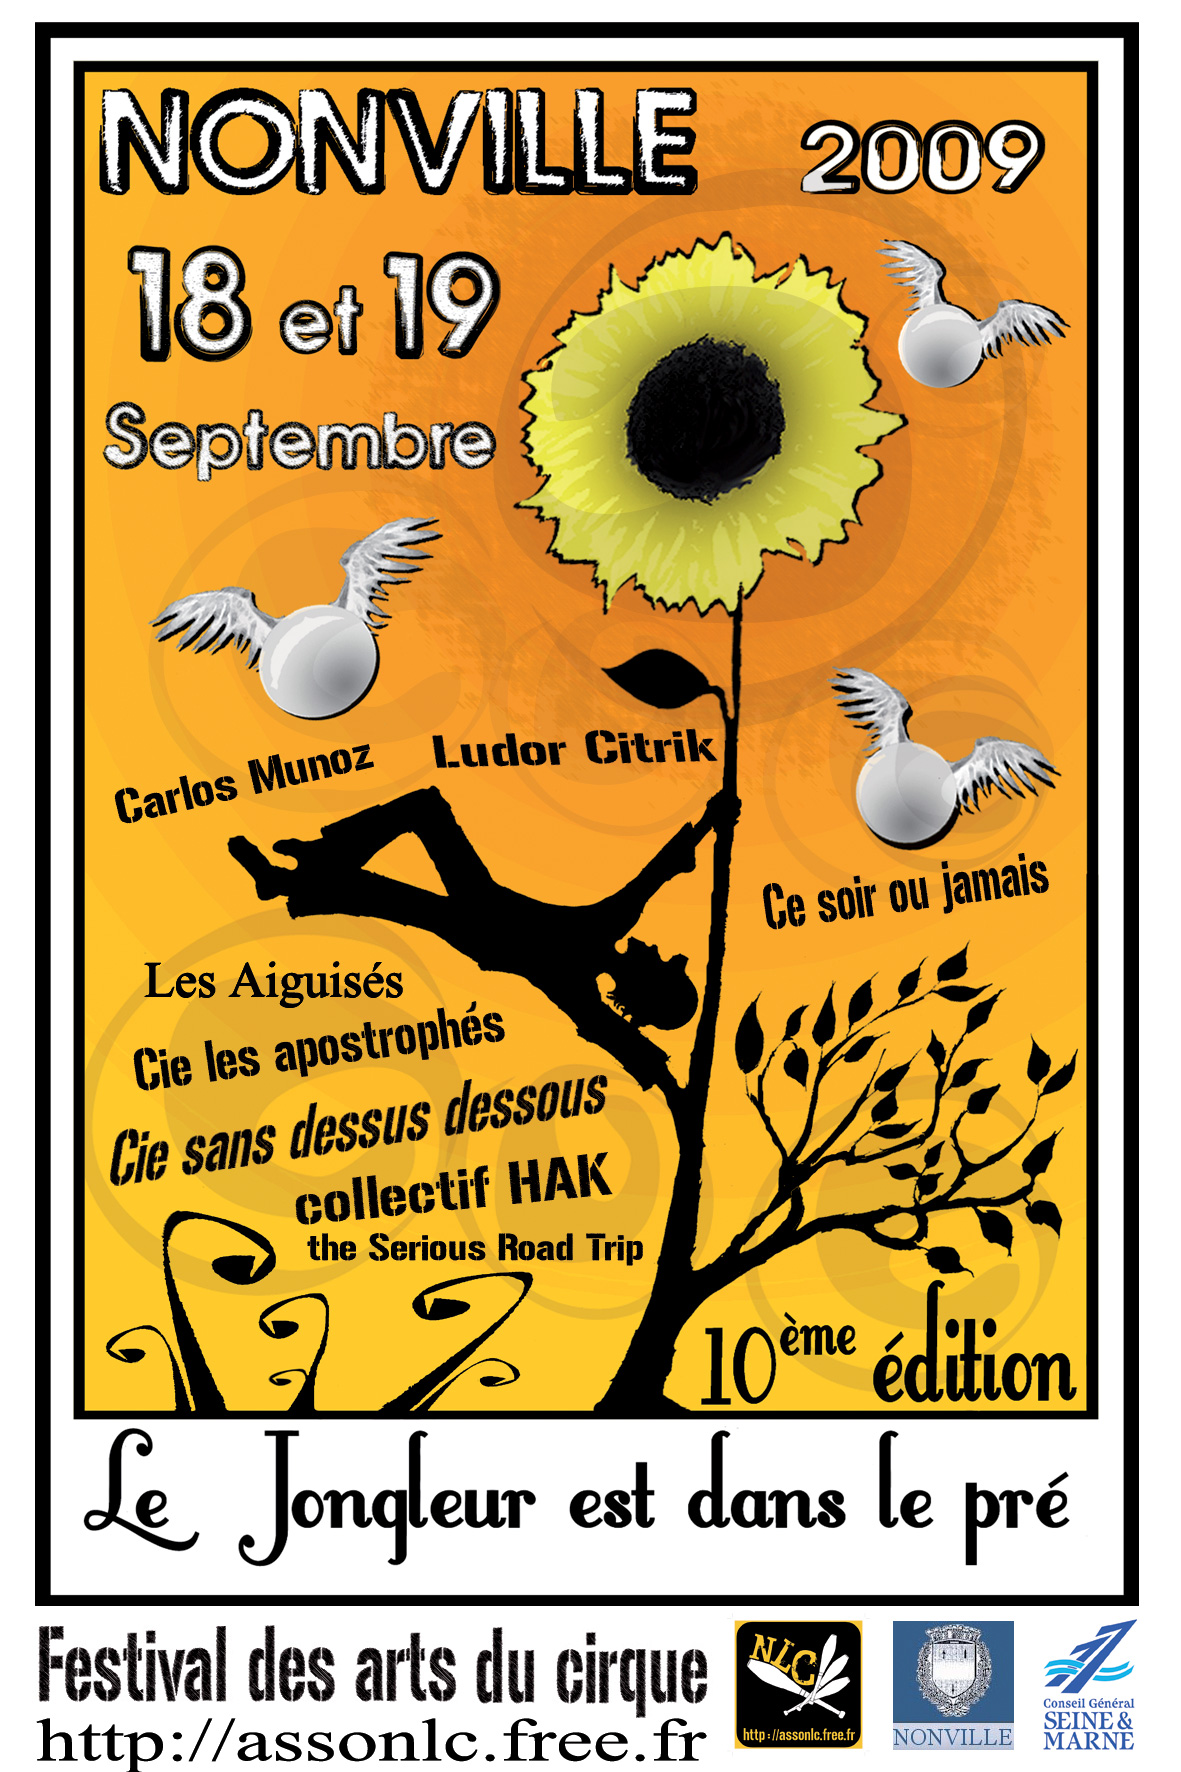 NONVILLE 2009
18 et 19
Septembre
Carlos Munoz
Ludor Citrik
Ce soir ou jamais
Les Aiguisés
Cie les apostrophés
Cie sans dessus dessous
collectif HAK
the Serious Road Trip
10ème édition
Le Jongleur est dans le pré
Festival des arts du cirque
http://assonlc.free.fr
NLC
http://assonlc.free.fr
NONVILLE
77
Conseil Général
SEINE &
MARNE